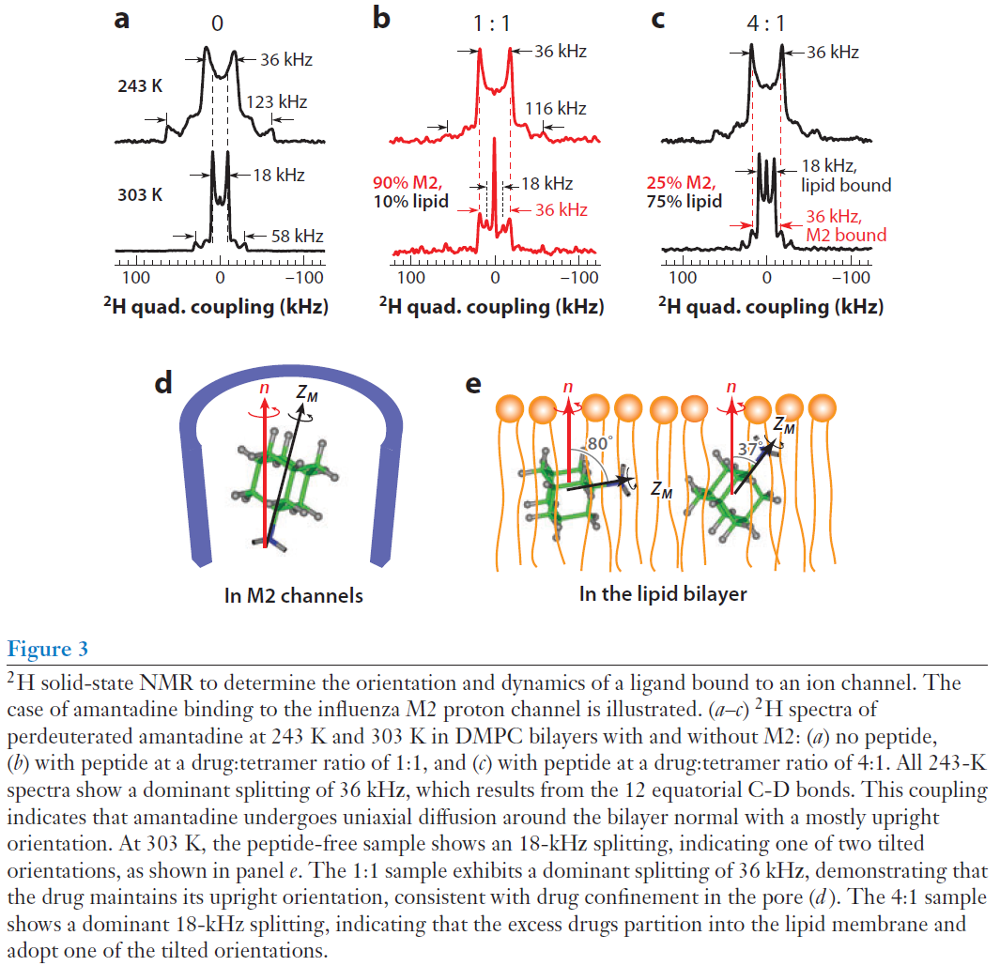 a
0
243 K
36 kHz
123 kHz
303 K
18 kHz
58 kHz
100 0 −100
²H quad. coupling (kHz)
b
1 : 1
36 kHz
116 kHz
90% M2,
10% lipid
18 kHz
36 kHz
100 0 −100
²H quad. coupling (kHz)
c
4 : 1
36 kHz
25% M2,
75% lipid
18 kHz,
lipid bound
36 kHz,
M2 bound
100 0 −100
²H quad. coupling (kHz)
d
n
ZM
In M2 channels
e
n
80°
ZM
n
37°
ZM
In the lipid bilayer
Figure 3
²H solid-state NMR to determine the orientation and dynamics of a ligand bound to an ion channel. The
case of amantadine binding to the influenza M2 proton channel is illustrated. (a–c) ²H spectra of
perdeuterated amantadine at 243 K and 303 K in DMPC bilayers with and without M2: (a) no peptide,
(b) with peptide at a drug:tetramer ratio of 1:1, and (c) with peptide at a drug:tetramer ratio of 4:1. All 243-K
spectra show a dominant splitting of 36 kHz, which results from the 12 equatorial C-D bonds. This coupling
indicates that amantadine undergoes uniaxial diffusion around the bilayer normal with a mostly upright
orientation. At 303 K, the peptide-free sample shows an 18-kHz splitting, indicating one of two tilted
orientations, as shown in panel e. The 1:1 sample exhibits a dominant splitting of 36 kHz, demonstrating that
the drug maintains its upright orientation, consistent with drug confinement in the pore (d). The 4:1 sample
shows a dominant 18-kHz splitting, indicating that the excess drugs partition into the lipid membrane and
adopt one of the tilted orientations.